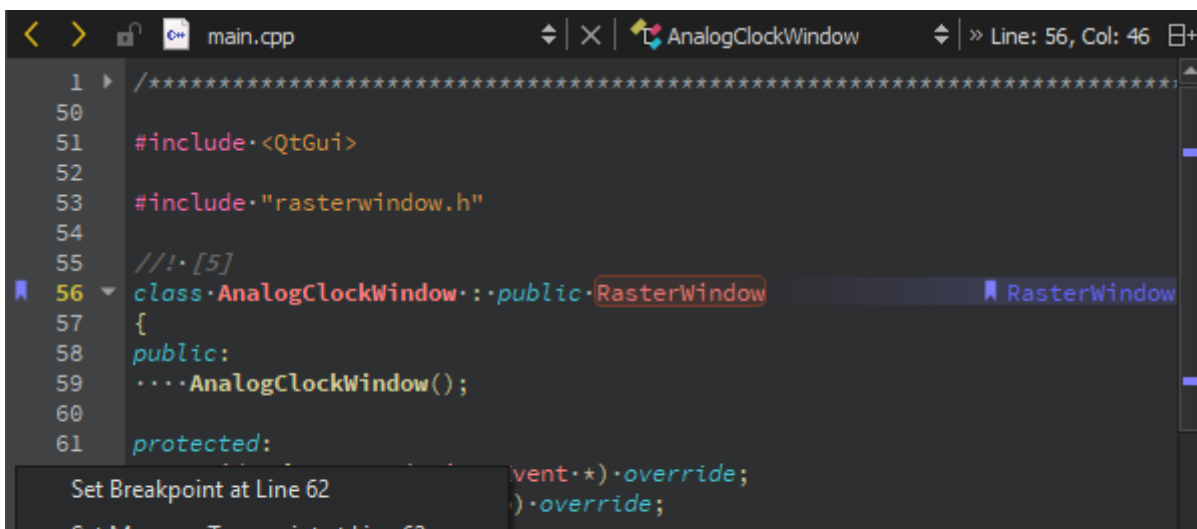 main.cpp AnalogClockWindow » Line: 56, Col: 46
1 /****************************************************************************
50
51 #include·<QtGui>
52
53 #include·"rasterwindow.h"
54
55 //!·[5]
56 class·AnalogClockWindow·:·public·RasterWindow RasterWindow
57 {
58 public:
59 ····AnalogClockWindow();
60
61 protected:
vent·*)·override;
Set Breakpoint at Line 62
)·override;